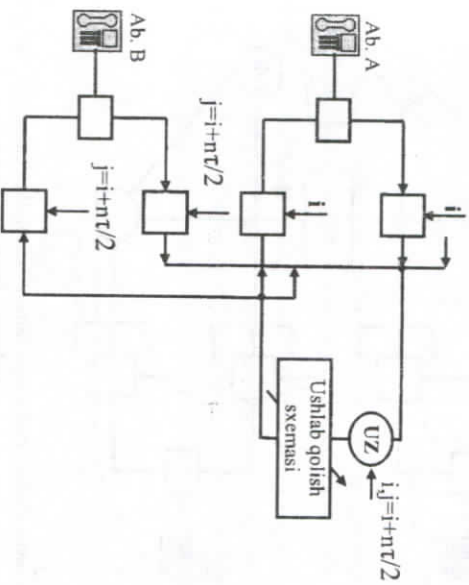 Ab. A
i
i
UZ
i,j=i+nτ/2
Ushlab qolish
sxemasi
Ab. B
j=i+nτ/2
j=i+nτ/2